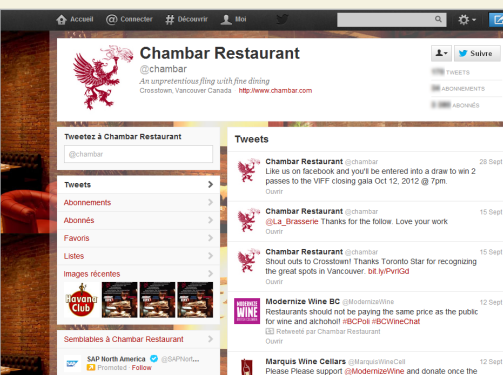 Accueil @ Connecter # Découvrir Moi
Chambar Restaurant
@chambar
An unpretentious fling with fine dining
Crosstown, Vancouver Canada http://www.chambar.com
Suivre
TWEETS
ABONNEMENTS
ABONNÉS
Tweetez à Chambar Restaurant
@chambar
Tweets
Abonnements
Abonnés
Favoris
Listes
Images récentes
Havana
Club
Semblables à Chambar Restaurant
SAP
SAP North America @SAPNort...
Promoted · Follow
Tweets
Chambar Restaurant @chambar 28 Sept
Like us on facebook and you'll be entered into a draw to win 2
passes to the VIFF closing gala Oct 12, 2012 @ 7pm.
Ouvrir
Chambar Restaurant @chambar 15 Sept
@La_Brasserie Thanks for the follow. Love your work
Ouvrir
Chambar Restaurant @chambar 15 Sept
Shout outs to Crosstown! Thanks Toronto Star for recognizing
the great spots in Vancouver. bit.ly/PvrlGd
Ouvrir
MODERNIZE
WINE
Modernize Wine BC @ModernizeWine 12 Sept
Restaurants should not be paying the same price as the public
for wine and alchohol! #BCPoli #BCWineChat
Retweeté par Chambar Restaurant
Ouvrir
Marquis Wine Cellars @MarquisWineCell 12 Sept
Please Please support @ModernizeWine and donate once the